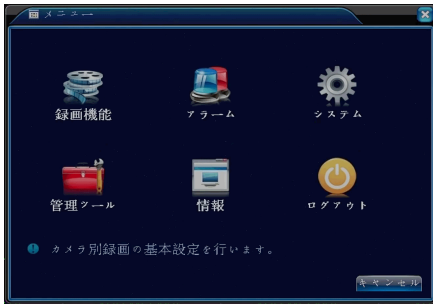 メニュー
録画機能
アラーム
システム
管理ツール
情報
ログアウト
カメラ別録画の基本設定を行います。
キャンセル